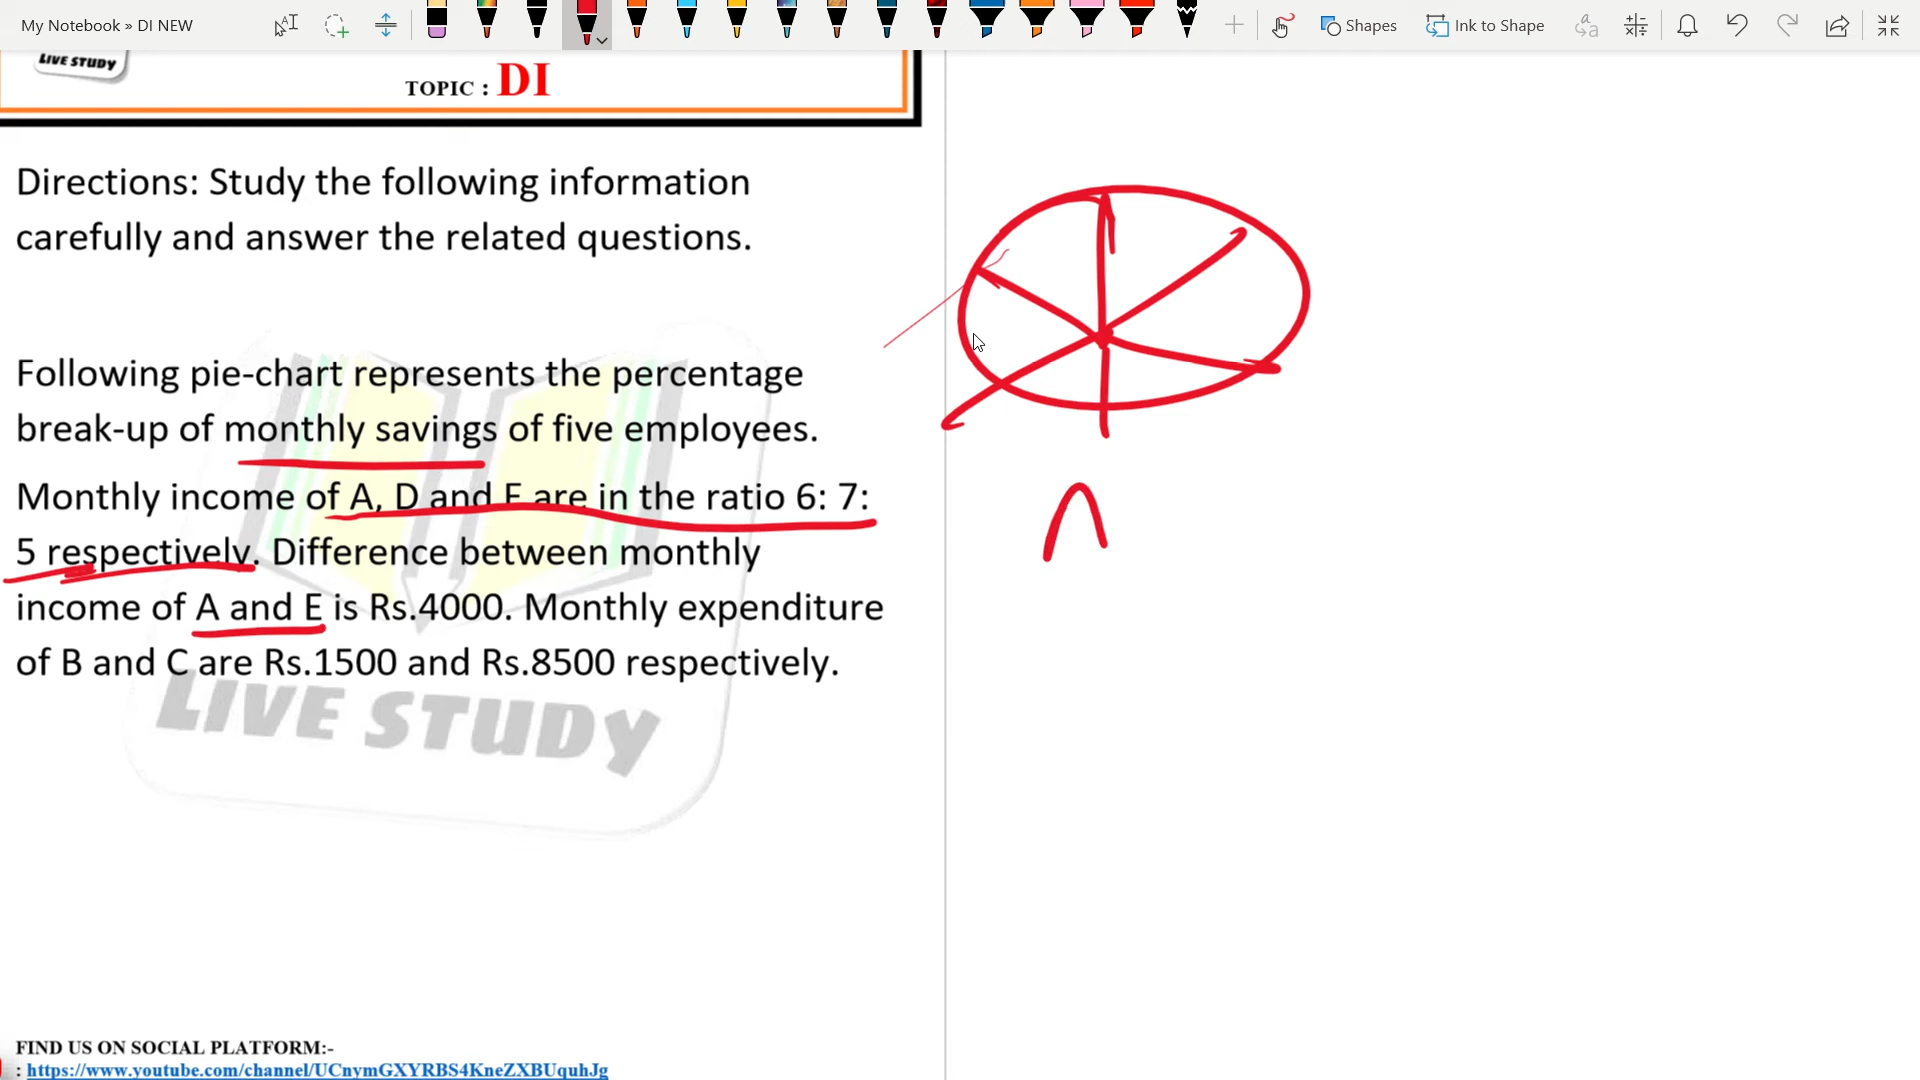 My Notebook » DI NEW
Shapes
Ink to Shape
LIVE STUDY
TOPIC : DI
Directions: Study the following information
carefully and answer the related questions.
Following pie-chart represents the percentage
break-up of monthly savings of five employees.
Monthly income of A, D and E are in the ratio 6: 7:
5 respectively. Difference between monthly
income of A and E is Rs.4000. Monthly expenditure
of B and C are Rs.1500 and Rs.8500 respectively.
LIVE STUDY
FIND US ON SOCIAL PLATFORM:-
: https://www.youtube.com/channel/UCnymGXYRBS4KneZXBUquhJg